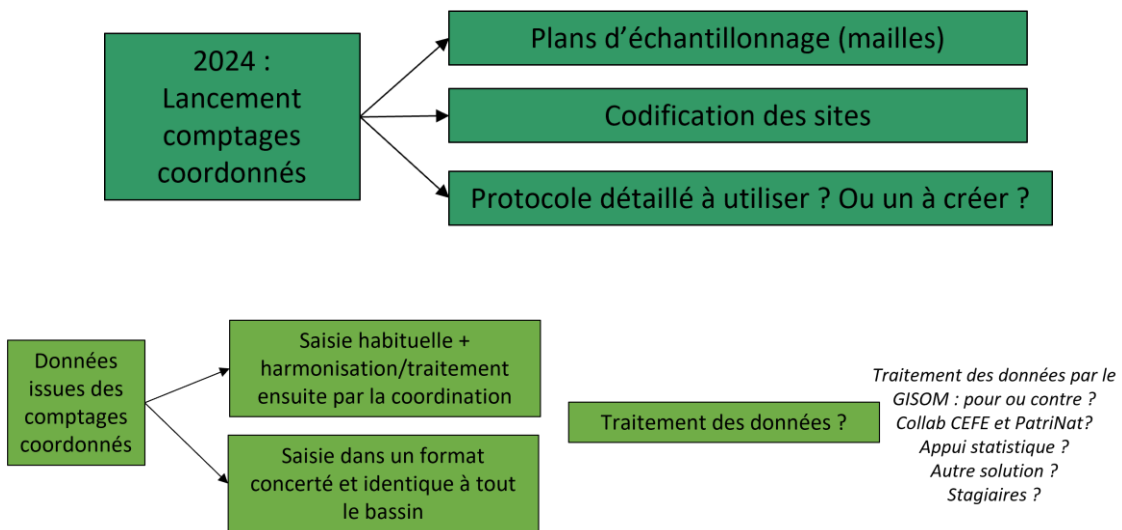 2024 :
Lancement
comptages
coordonnés
Plans d'échantillonnage (mailles)
Codification des sites
Protocole détaillé à utiliser ? Ou un à créer ?
Données
issues des
comptages
coordonnés
Saisie habituelle +
harmonisation/traitement
ensuite par la coordination
Saisie dans un format
concerté et identique à tout
le bassin
Traitement des données ?
Traitement des données par le
GISOM : pour ou contre ?
Collab CEFE et PatriNat?
Appui statistique ?
Autre solution ?
Stagiaires ?